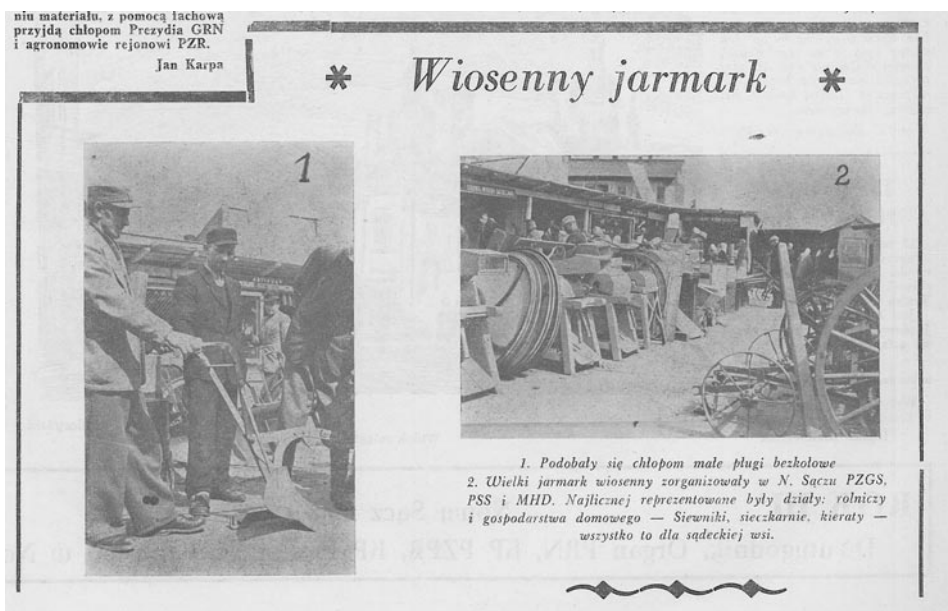 niu materiału, z pomocą fachową
przyjdą chłopom Prezydia GRN
i agronomowie rejonowi PZR.
Jan Karpa
* Wiosenny jarmark *
1
2
1. Podobały się chłopom małe pługi bezkołowe
2. Wielki jarmark wiosenny zorganizowały w N. Sączu PZGS,
PSS i MHD. Najliczniej reprezentowane były działy: rolniczy
i gospodarstwa domowego — Siewniki, sieczkarnie, kieraty —
wszystko to dla sądeckiej wsi.